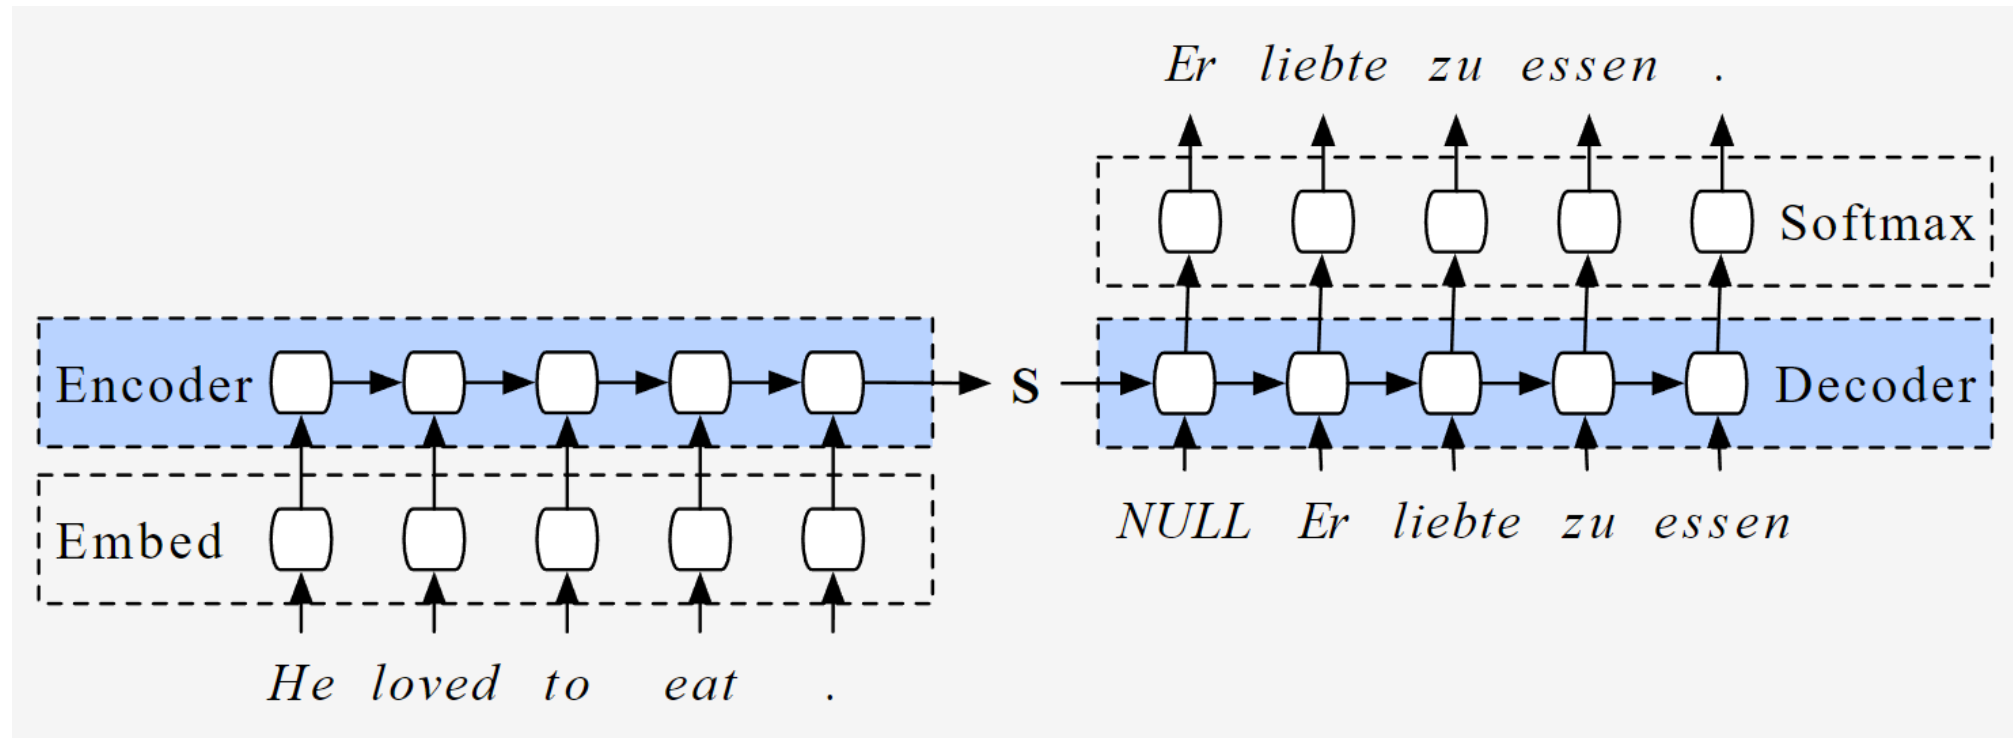 Er liebte zu essen .
Softmax
Encoder
S
Decoder
Embed
NULL Er liebte zu essen
He loved to eat .